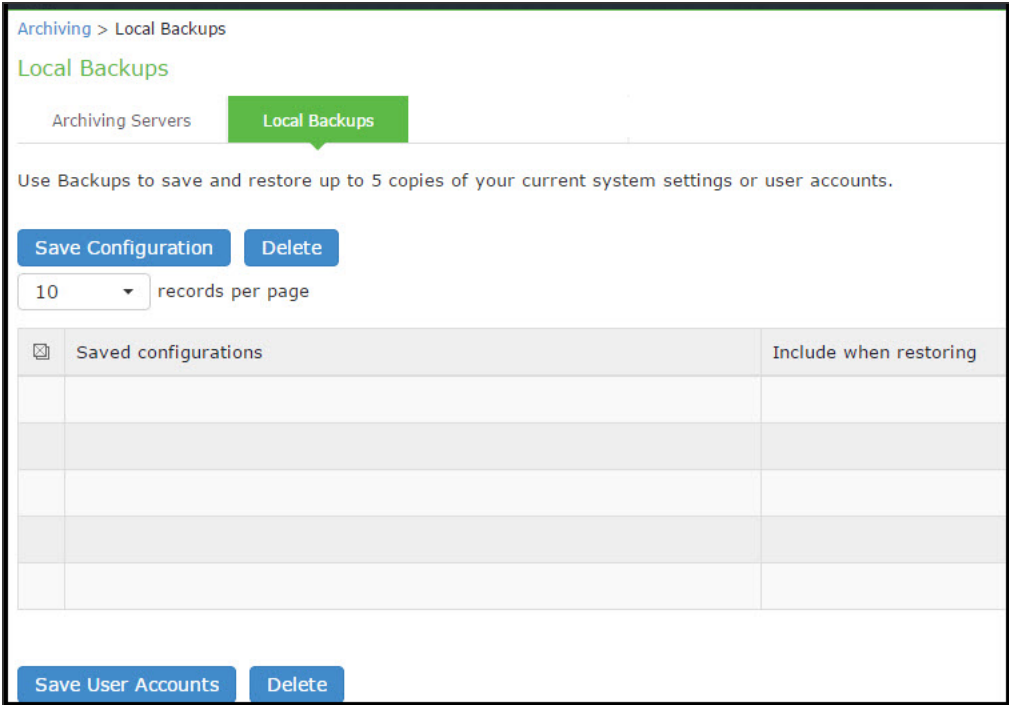 Archiving > Local Backups
Local Backups
Archiving Servers Local Backups
Use Backups to save and restore up to 5 copies of your current system settings or user accounts.
Save Configuration Delete
10 records per page
Saved configurations Include when restoring
Save User Accounts Delete